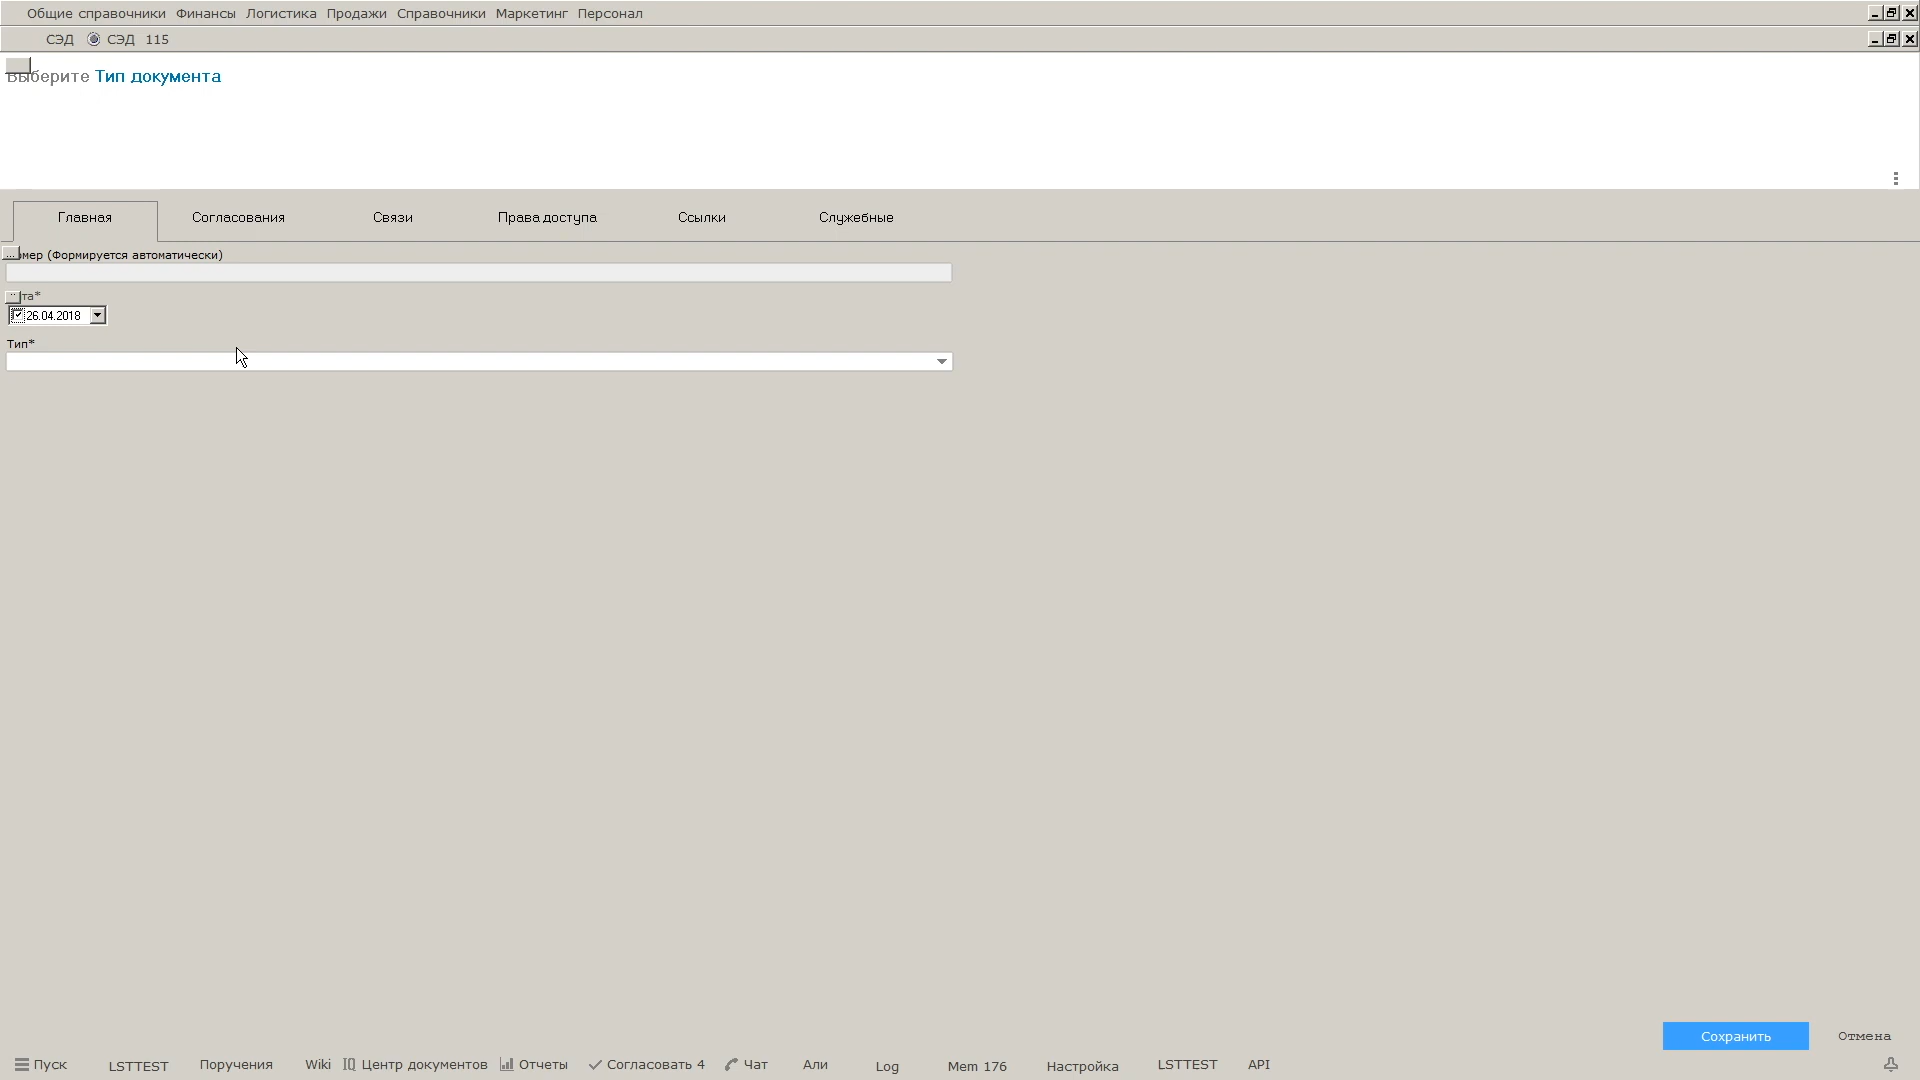 Общие справочники Финансы Логистика Продажи Справочники Маркетинг Персонал
СЭД СЭД 115
Выберите Тип документа
Главная Согласования Связи Права доступа Ссылки Служебные
(Формируется автоматически)
26.04.2018
Тип*
Сохранить Отмена
Пуск LSTTEST Поручения Wiki Центр документов Отчеты Согласовать 4 Чат Али Log Mem 176 Настройка LSTTEST API